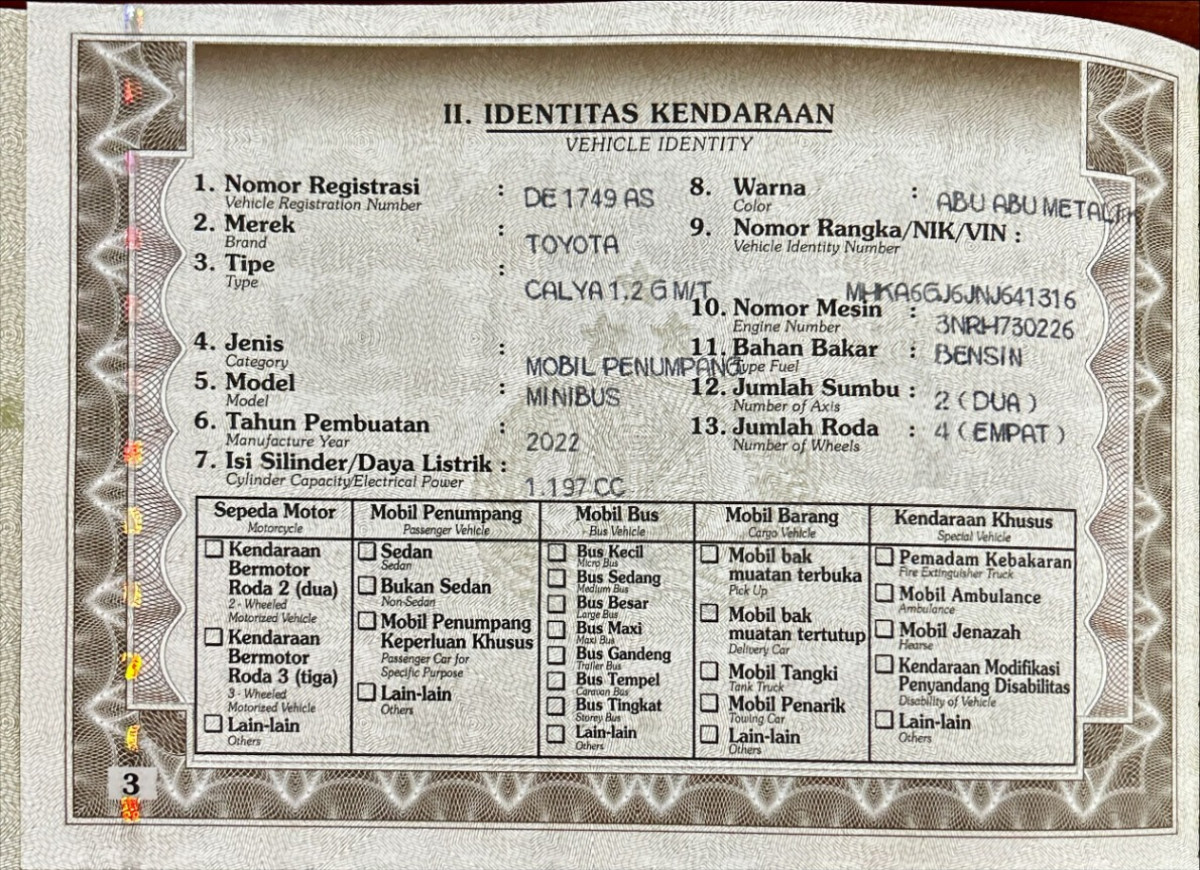 II. IDENTITAS KENDARAAN
VEHICLE IDENTITY
1. Nomor Registrasi : DE 1749 AS
Vehicle Registration Number
2. Merek : TOYOTA
Brand
3. Tipe : CALYA 1.2 G M/T
Type
4. Jenis : MOBIL PENUMPANG
Category
5. Model : MINIBUS
Model
6. Tahun Pembuatan : 2022
Manufacture Year
7. Isi Silinder/Daya Listrik : 1.197 CC
Cylinder Capacity/Electrical Power
8. Warna : ABU ABU METALIK
Color
9. Nomor Rangka/NIK/VIN :
Vehicle Identity Number
MHKA6GJ6JNJ641316
10. Nomor Mesin : 3NRH730226
Engine Number
11. Bahan Bakar : BENSIN
Type Fuel
12. Jumlah Sumbu : 2 ( DUA )
Number of Axis
13. Jumlah Roda : 4 ( EMPAT )
Number of Wheels
Sepeda Motor
Motorcycle
Kendaraan
Bermotor
Roda 2 (dua)
2 - Wheeled
Motorized Vehicle
Kendaraan
Bermotor
Roda 3 (tiga)
3 - Wheeled
Motorized Vehicle
Lain-lain
Others
Mobil Penumpang
Passenger Vehicle
Sedan
Sedan
Bukan Sedan
Non-Sedan
Mobil Penumpang
Keperluan Khusus
Passenger Car for
Specific Purpose
Lain-lain
Others
Mobil Bus
Bus Vehicle
Bus Kecil
Micro Bus
Bus Sedang
Medium Bus
Bus Besar
Large Bus
Bus Maxi
Maxi Bus
Bus Gandeng
Trailer Bus
Bus Tempel
Caravan Bus
Bus Tingkat
Storey Bus
Lain-lain
Others
Mobil Barang
Cargo Vehicle
Mobil bak
muatan terbuka
Pick Up
Mobil bak
muatan tertutup
Delivery Car
Mobil Tangki
Tank Truck
Mobil Penarik
Towing Car
Lain-lain
Others
Kendaraan Khusus
Special Vehicle
Pemadam Kebakaran
Fire Extinguisher Truck
Mobil Ambulance
Ambulance
Mobil Jenazah
Hearse
Kendaraan Modifikasi
Penyandang Disabilitas
Disability of Vehicle
Lain-lain
Others
3